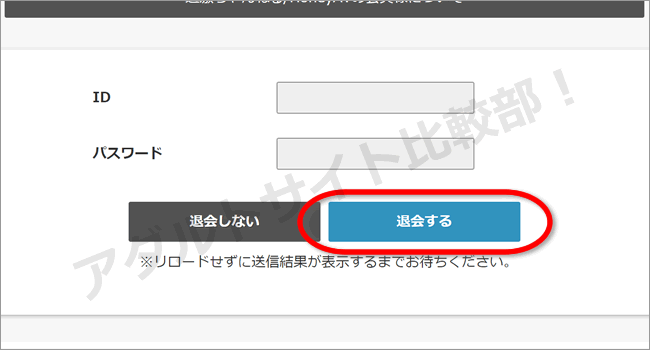 ID
パスワード
退会しない
退会する
※リロードせずに送信結果が表示するまでお待ちください。
アダルトサイト比較部！